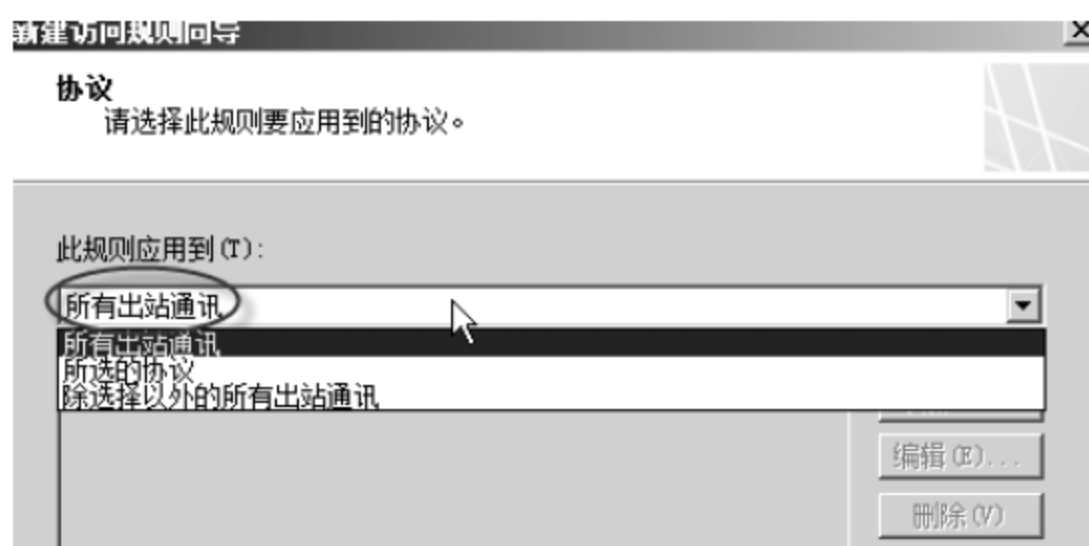 新建访问规则向导
协议
请选择此规则要应用到的协议。
此规则应用到(T):
所有出站通讯
所有出站通讯
所选的协议
除选择以外的所有出站通讯
编辑(E)...
删除(V)